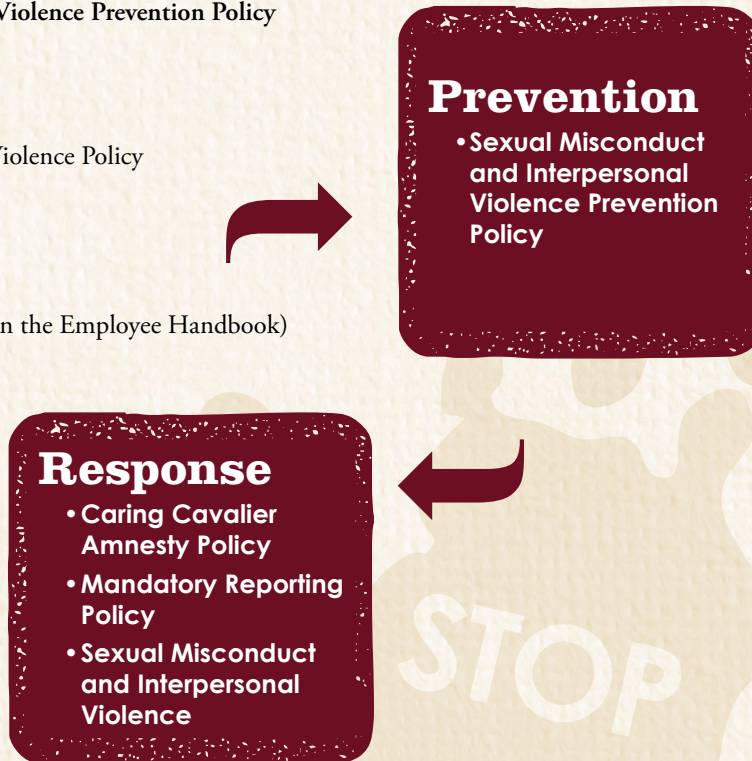 Violence Prevention Policy
Violence Policy
n the Employee Handbook)
Prevention
•Sexual Misconduct
and Interpersonal
Violence Prevention
Policy
Response
•Caring Cavalier
Amnesty Policy
•Mandatory Reporting
Policy
•Sexual Misconduct
and Interpersonal
Violence
STOP